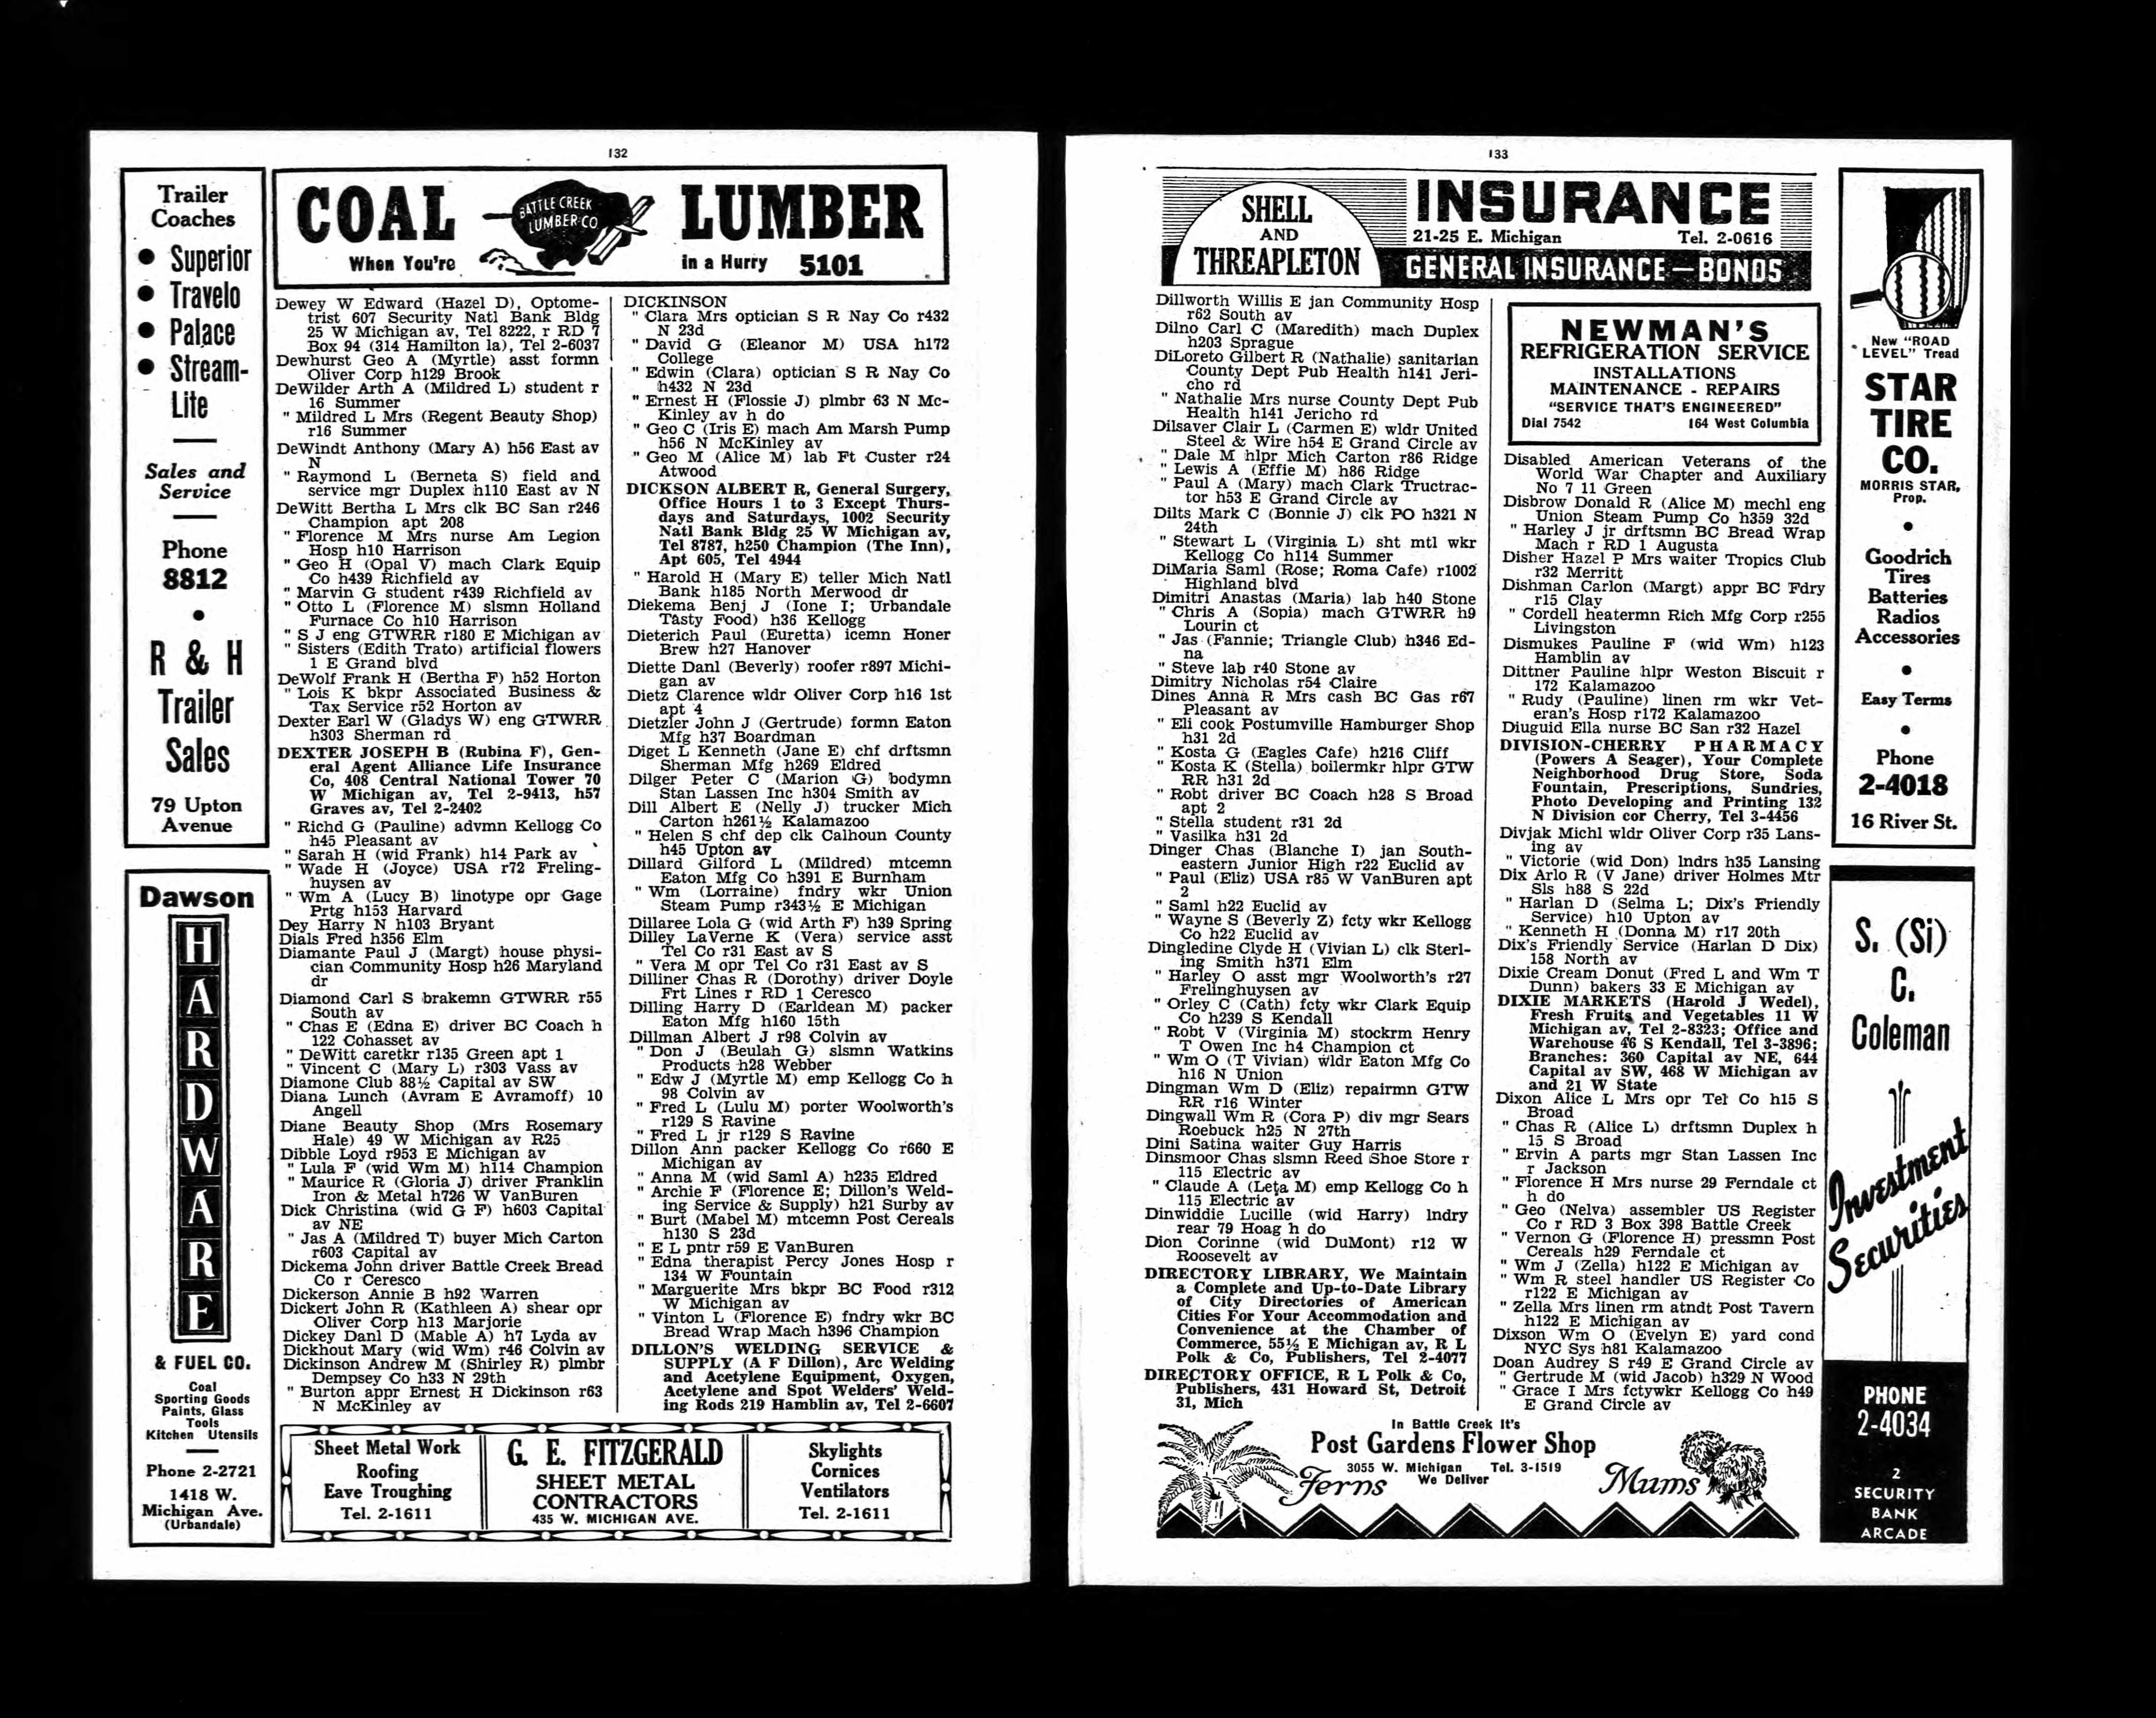 132
Trailer
Coaches
• Superior
• Travelo
• Palace
• Stream-
Lite
Sales and
Service
Phone
8812
•
R & H
Trailer
Sales
79 Upton
Avenue
Dawson
HARDWARE
& FUEL CO.
Coal
Sporting Goods
Paints, Glass
Tools
Kitchen Utensils
Phone 2-2721
1418 W.
Michigan Ave.
(Urbandale)
COAL
BATTLE CREEK
LUMBER CO
LUMBER
When You're
in a Hurry 5101
Dewey W Edward (Hazel D), Optome-
trist 607 Security Natl Bank Bldg
25 W Michigan av, Tel 8222, r RD 7
Box 94 (314 Hamilton la), Tel 2-6037
Dewhurst Geo A (Myrtle) asst formn
Oliver Corp h129 Brook
DeWilder Arth A (Mildred L) student r
16 Summer
" Mildred L Mrs (Regent Beauty Shop)
r16 Summer
DeWindt Anthony (Mary A) h56 East av
N
" Raymond L (Berneta S) field and
service mgr Duplex h110 East av N
DeWitt Bertha L Mrs clk BC San r246
Champion apt 208
" Florence M Mrs nurse Am Legion
Hosp h10 Harrison
" Geo H (Opal V) mach Clark Equip
Co h439 Richfield av
" Marvin G student r439 Richfield av
" Otto L (Florence M) slsmn Holland
Furnace Co h10 Harrison
" S J eng GTWRR r180 E Michigan av
" Sisters (Edith Trato) artificial flowers
1 E Grand blvd
DeWolf Frank H (Bertha F) h52 Horton
" Lois K bkpr Associated Business &
Tax Service r52 Horton av
Dexter Earl W (Gladys W) eng GTWRR
h303 Sherman rd
DEXTER JOSEPH B (Rubina F), Gen-
eral Agent Alliance Life Insurance
Co, 408 Central National Tower 70
W Michigan av, Tel 2-9413, h57
Graves av, Tel 2-2402
" Richd G (Pauline) advmn Kellogg Co
h45 Pleasant av
" Sarah H (wid Frank) h14 Park av
" Wade H (Joyce) USA r72 Freling-
huysen av
" Wm A (Lucy B) linotype opr Gage
Prtg h153 Harvard
Dey Harry N h103 Bryant
Dials Fred h356 Elm
Diamante Paul J (Margt) house physi-
cian Community Hosp h26 Maryland
dr
Diamond Carl S brakemn GTWRR r55
South av
" Chas E (Edna E) driver BC Coach h
122 Cohasset av
" DeWitt caretkr r135 Green apt 1
" Vincent C (Mary L) r303 Vass av
Diamone Club 88½ Capital av SW
Diana Lunch (Avram E Avramoff) 10
Angell
Diane Beauty Shop (Mrs Rosemary
Hale) 49 W Michigan av R25
Dibble Loyd r953 E Michigan av
" Lula F (wid Wm M) h114 Champion
" Maurice R (Gloria J) driver Franklin
Iron & Metal h726 W VanBuren
Dick Christina (wid G F) h603 Capital
av NE
" Jas A (Mildred T) buyer Mich Carton
r603 Capital av
Dickema John driver Battle Creek Bread
Co r Ceresco
Dickerson Annie B h92 Warren
Dickert John R (Kathleen A) shear opr
Oliver Corp h13 Marjorie
Dickey Danl D (Mable A) h7 Lyda av
Dickhout Mary (wid Wm) r46 Colvin av
Dickinson Andrew M (Shirley R) plmbr
Dempsey Co h33 N 29th
" Burton appr Ernest H Dickinson r63
N McKinley av
DICKINSON
" Clara Mrs optician S R Nay Co r432
N 23d
" David G (Eleanor M) USA h172
College
" Edwin (Clara) optician S R Nay Co
h432 N 23d
" Ernest H (Flossie J) plmbr 63 N Mc-
Kinley av h do
" Geo C (Iris E) mach Am Marsh Pump
h56 N McKinley av
" Geo M (Alice M) lab Ft Custer r24
Atwood
DICKSON ALBERT R, General Surgery,
Office Hours 1 to 3 Except Thurs-
days and Saturdays, 1002 Security
Natl Bank Bldg 25 W Michigan av,
Tel 8787, h250 Champion (The Inn),
Apt 605, Tel 4944
" Harold H (Mary E) teller Mich Natl
Bank h185 North Merwood dr
Diekema Benj J (Ione I; Urbandale
Tasty Food) h36 Kellogg
Dieterich Paul (Euretta) icemn Honer
Brew h27 Hanover
Diette Danl (Beverly) roofer r897 Michi-
gan av
Dietz Clarence wldr Oliver Corp h16 1st
apt 4
Dietzler John J (Gertrude) formn Eaton
Mfg h37 Boardman
Diget L Kenneth (Jane E) chf drftsmn
Sherman Mfg h269 Eldred
Dilger Peter C (Marion G) bodymn
Stan Lassen Inc h304 Smith av
Dill Albert E (Nelly J) trucker Mich
Carton h261½ Kalamazoo
" Helen S chf dep clk Calhoun County
h45 Upton av
Dillard Gilford L (Mildred) mtcemn
Eaton Mfg Co h391 E Burnham
" Wm (Lorraine) fndry wkr Union
Steam Pump r343½ E Michigan
Dillaree Lola G (wid Arth F) h39 Spring
Dilley LaVerne K (Vera) service asst
Tel Co r31 East av S
" Vera M opr Tel Co r31 East av S
Dilliner Chas R (Dorothy) driver Doyle
Frt Lines r RD 1 Ceresco
Dilling Harry D (Earldean M) packer
Eaton Mfg h160 15th
Dillman Albert J r98 Colvin av
" Don J (Beulah G) slsmn Watkins
Products h28 Webber
" Edw J (Myrtle M) emp Kellogg Co h
98 Colvin av
" Fred L (Lulu M) porter Woolworth's
r129 S Ravine
" Fred L jr r129 S Ravine
Dillon Ann packer Kellogg Co r660 E
Michigan av
" Anna M (wid Saml A) h235 Eldred
" Archie F (Florence E; Dillon's Weld-
ing Service & Supply) h21 Surby av
" Burt (Mabel M) mtcemn Post Cereals
h130 S 23d
" E L pntr r59 E VanBuren
" Edna therapist Percy Jones Hosp r
134 W Fountain
" Marguerite Mrs bkpr BC Food r312
W Michigan av
" Vinton L (Florence E) fndry wkr BC
Bread Wrap Mach h396 Champion
DILLON'S WELDING SERVICE &
SUPPLY (A F Dillon), Arc Welding
and Acetylene Equipment, Oxygen,
Acetylene and Spot Welders' Weld-
ing Rods 219 Hamblin av, Tel 2-6607
Sheet Metal Work
Roofing
Eave Troughing
Tel. 2-1611
G. E. FITZGERALD
SHEET METAL
CONTRACTORS
435 W. MICHIGAN AVE.
Skylights
Cornices
Ventilators
Tel. 2-1611
133
SHELL
AND
THREAPLETON
INSURANCE
21-25 E. Michigan Tel. 2-0616
GENERAL INSURANCE — BONDS
Dillworth Willis E jan Community Hosp
r62 South av
Dilno Carl C (Maredith) mach Duplex
h203 Sprague
DiLoreto Gilbert R (Nathalie) sanitarian
County Dept Pub Health h141 Jeri-
cho rd
" Nathalie Mrs nurse County Dept Pub
Health h141 Jericho rd
Dilsaver Clair L (Carmen E) wldr United
Steel & Wire h54 E Grand Circle av
" Dale M hlpr Mich Carton r86 Ridge
" Lewis A (Effie M) h86 Ridge
" Paul A (Mary) mach Clark Tructrac-
tor h53 E Grand Circle av
Dilts Mark C (Bonnie J) clk PO h321 N
24th
" Stewart L (Virginia L) sht mtl wkr
Kellogg Co h114 Summer
DiMaria Saml (Rose; Roma Cafe) r1002
Highland blvd
Dimitri Anastas (Maria) lab h40 Stone
" Chris A (Sopia) mach GTWRR h9
Lourin ct
" Jas (Fannie; Triangle Club) h346 Ed-
na
" Steve lab r40 Stone av
Dimitry Nicholas r54 Claire
Dines Anna R Mrs cash BC Gas r67
Pleasant av
" Eli cook Postumville Hamburger Shop
h31 2d
" Kosta G (Eagles Cafe) h216 Cliff
" Kosta K (Stella) boilermkr hlpr GTW
RR h31 2d
" Robt driver BC Coach h28 S Broad
apt 2
" Stella student r31 2d
" Vasilka h31 2d
Dinger Chas (Blanche I) jan South-
eastern Junior High r22 Euclid av
" Paul (Eliz) USA r85 W VanBuren apt
2
" Saml h22 Euclid av
" Wayne S (Beverly Z) fcty wkr Kellogg
Co h22 Euclid av
Dingledine Clyde H (Vivian L) clk Sterl-
ing Smith h371 Elm
" Harley O asst mgr Woolworth's r27
Frelinghuysen av
" Orley C (Cath) fcty wkr Clark Equip
Co h239 S Kendall
" Robt V (Virginia M) stockrm Henry
T Owen Inc h4 Champion ct
" Wm O (T Vivian) wldr Eaton Mfg Co
h16 N Union
Dingman Wm D (Eliz) repairmn GTW
RR r16 Winter
Dingwall Wm R (Cora P) div mgr Sears
Roebuck h25 N 27th
Dini Satina waiter Guy Harris
Dinsmoor Chas slsmn Reed Shoe Store r
115 Electric av
" Claude A (Leta M) emp Kellogg Co h
115 Electric av
Dinwiddie Lucille (wid Harry) lndry
rear 79 Hoag h do
Dion Corinne (wid DuMont) r12 W
Roosevelt av
DIRECTORY LIBRARY, We Maintain
a Complete and Up-to-Date Library
of City Directories of American
Cities For Your Accommodation and
Convenience at the Chamber of
Commerce, 55½ E Michigan av, R L
Polk & Co, Publishers, Tel 2-4077
DIRECTORY OFFICE, R L Polk & Co,
Publishers, 431 Howard St, Detroit
31, Mich
NEWMAN'S
REFRIGERATION SERVICE
INSTALLATIONS
MAINTENANCE - REPAIRS
"SERVICE THAT'S ENGINEERED"
Dial 7542 164 West Columbia
Disabled American Veterans of the
World War Chapter and Auxiliary
No 7 11 Green
Disbrow Donald R (Alice M) mechl eng
Union Steam Pump Co h359 32d
" Harley J jr drftsmn BC Bread Wrap
Mach r RD 1 Augusta
Disher Hazel P Mrs waiter Tropics Club
r32 Merritt
Dishman Carlon (Margt) appr BC Fdry
r15 Clay
" Cordell heatermn Rich Mfg Corp r255
Livingston
Dismukes Pauline F (wid Wm) h123
Hamblin av
Dittner Pauline hlpr Weston Biscuit r
172 Kalamazoo
" Rudy (Pauline) linen rm wkr Vet-
eran's Hosp r172 Kalamazoo
Diuguid Ella nurse BC San r32 Hazel
DIVISION-CHERRY PHARMACY
(Powers A Seager), Your Complete
Neighborhood Drug Store, Soda
Fountain, Prescriptions, Sundries,
Photo Developing and Printing 132
N Division cor Cherry, Tel 3-4456
Divjak Michl wldr Oliver Corp r35 Lans-
ing av
" Victorie (wid Don) lndrs h35 Lansing
Dix Arlo R (V Jane) driver Holmes Mtr
Sls h88 S 22d
" Harlan D (Selma L; Dix's Friendly
Service) h10 Upton av
" Kenneth H (Donna M) r17 20th
Dix's Friendly Service (Harlan D Dix)
158 North av
Dixie Cream Donut (Fred L and Wm T
Dunn) bakers 33 E Michigan av
DIXIE MARKETS (Harold J Wedel),
Fresh Fruits and Vegetables 11 W
Michigan av, Tel 2-8323; Office and
Warehouse 46 S Kendall, Tel 3-3896;
Branches: 360 Capital av NE, 644
Capital av SW, 468 W Michigan av
and 21 W State
Dixon Alice L Mrs opr Tel Co h15 S
Broad
" Chas R (Alice L) drftsmn Duplex h
15 S Broad
" Ervin A parts mgr Stan Lassen Inc
r Jackson
" Florence H Mrs nurse 29 Ferndale ct
h do
" Geo (Nelva) assembler US Register
Co r RD 3 Box 398 Battle Creek
" Vernon G (Florence H) pressmn Post
Cereals h29 Ferndale ct
" Wm J (Zella) h122 E Michigan av
" Wm R steel handler US Register Co
r122 E Michigan av
" Zella Mrs linen rm atndt Post Tavern
h122 E Michigan av
Dixson Wm O (Evelyn E) yard cond
NYC Sys h81 Kalamazoo
Doan Audrey S r49 E Grand Circle av
" Gertrude M (wid Jacob) h329 N Wood
" Grace I Mrs fctywkr Kellogg Co h49
E Grand Circle av
In Battle Creek It's
Post Gardens Flower Shop
3055 W. Michigan Tel. 3-1519
We Deliver
Ferns
Mums
New "ROAD
LEVEL" Tread
STAR
TIRE
CO.
MORRIS STAR,
Prop.
•
Goodrich
Tires
Batteries
Radios
Accessories
•
Easy Terms
•
Phone
2-4018
16 River St.
S. (Si)
C.
Coleman
Investment
Securities
PHONE
2-4034
2
SECURITY
BANK
ARCADE